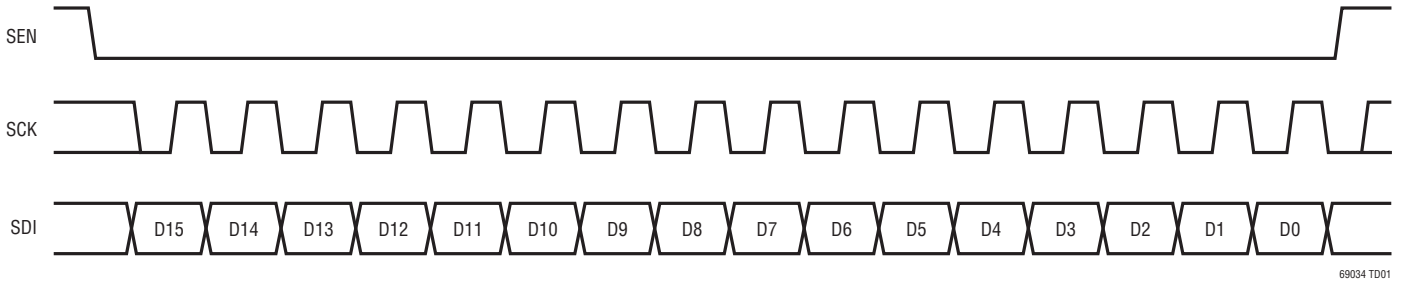 SEN
SCK
SDI D15 D14 D13 D12 D11 D10 D9 D8 D7 D6 D5 D4 D3 D2 D1 D0
69034 TD01